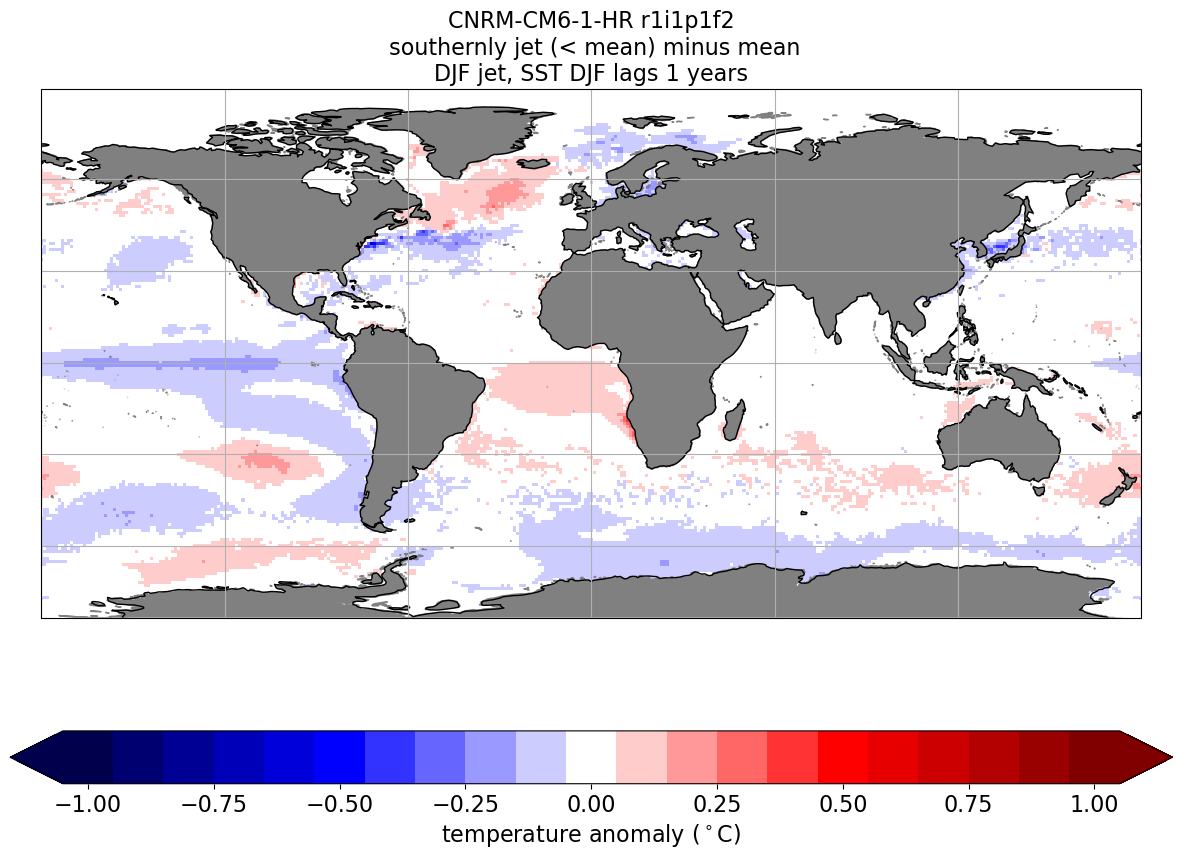 CNRM-CM6-1-HR r1i1p1f2
southernly jet (< mean) minus mean
DJF jet, SST DJF lags 1 years
−1.00 −0.75 −0.50 −0.25 0.00 0.25 0.50 0.75 1.00
temperature anomaly (°C)